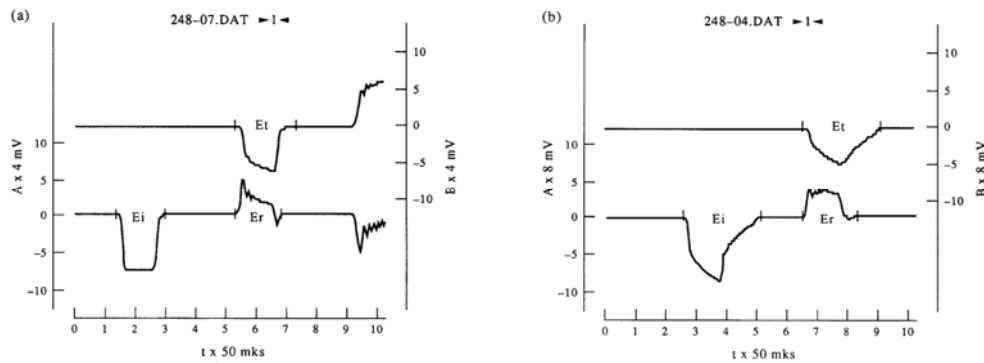 (a)
248–07.DAT ►1◄
10
5
0
–5
–10
B x 4 mV
Et
10
5
0
–5
–10
A x 4 mV
Ei
Er
0 1 2 3 4 5 6 7 8 9 10
t x 50 mks
(b)
248–04.DAT ►1◄
10
5
0
–5
–10
B x 8 mV
Et
10
5
0
–5
–10
A x 8 mV
Ei
Er
0 1 2 3 4 5 6 7 8 9 10
t x 50 mks